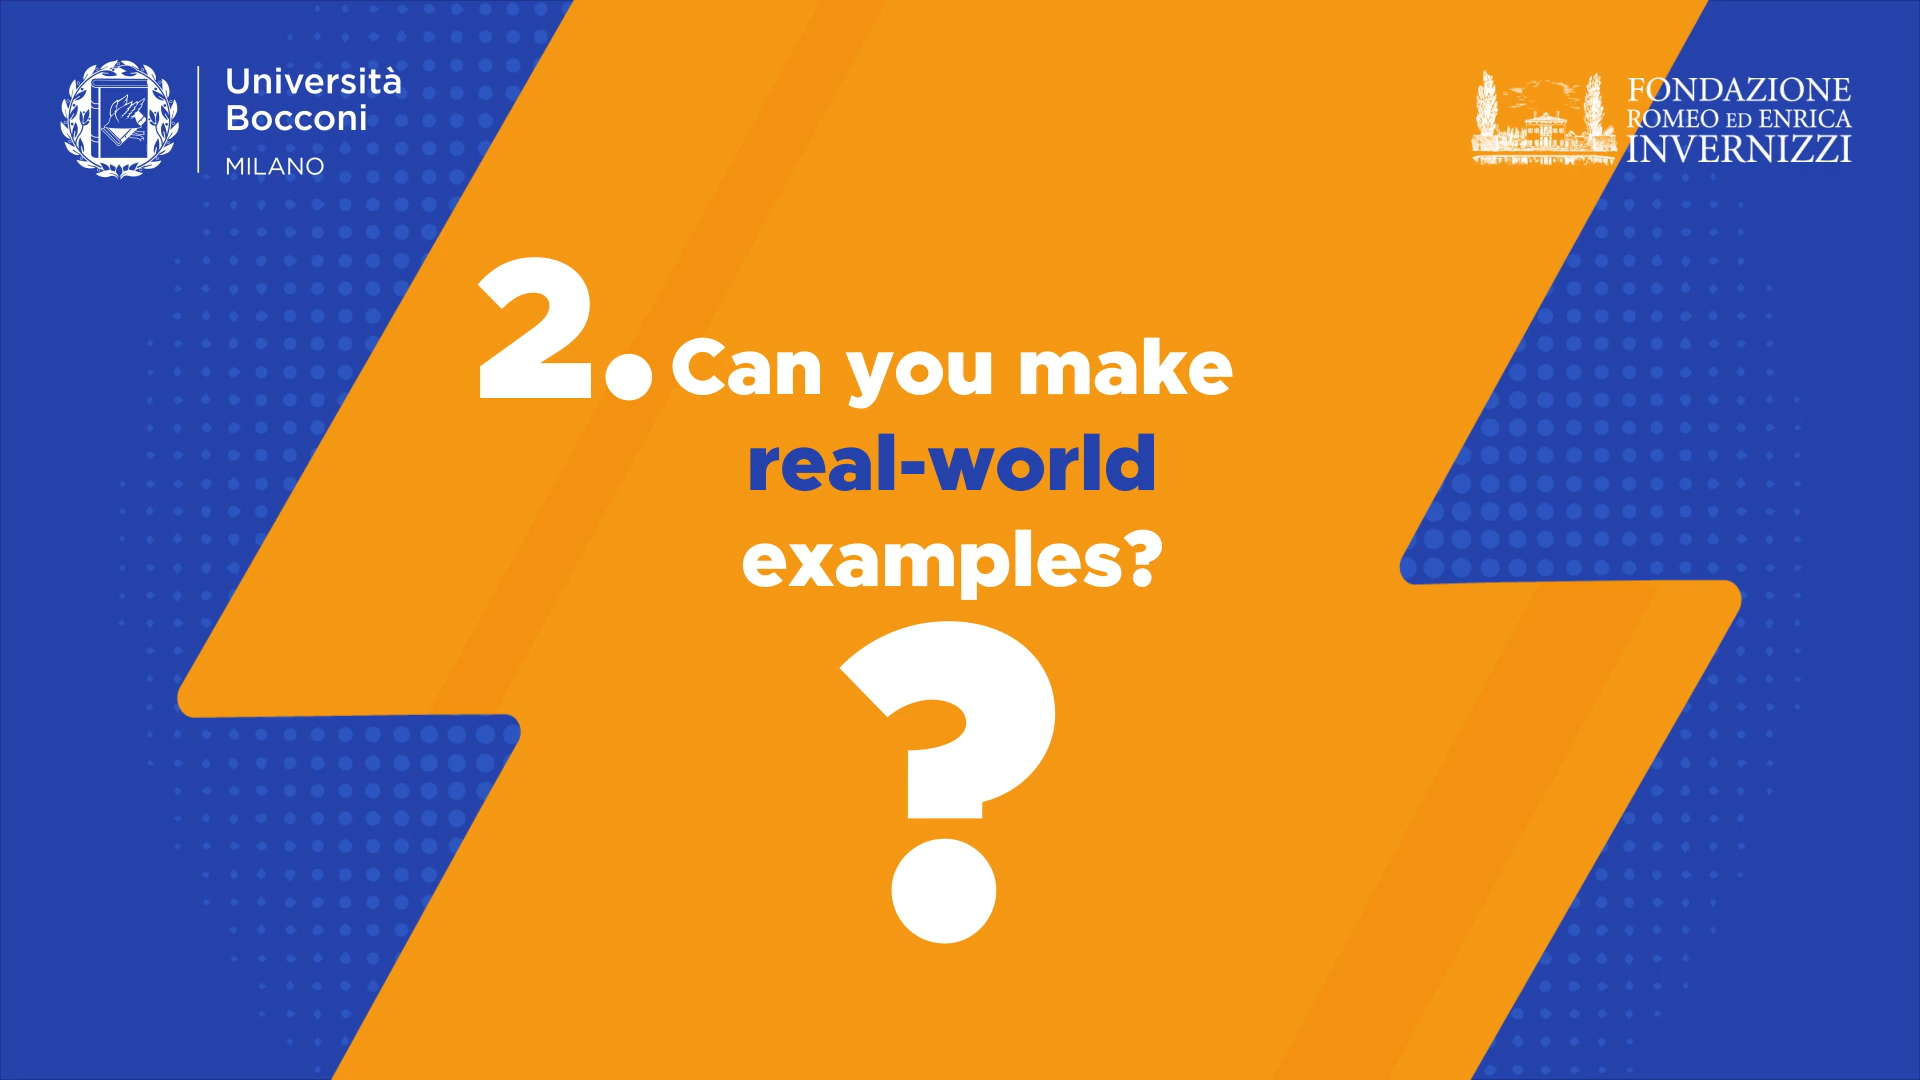 Università
Bocconi
MILANO
FONDAZIONE
ROMEO ED ENRICA
INVERNIZZI
2. Can you make
real-world
examples?
?